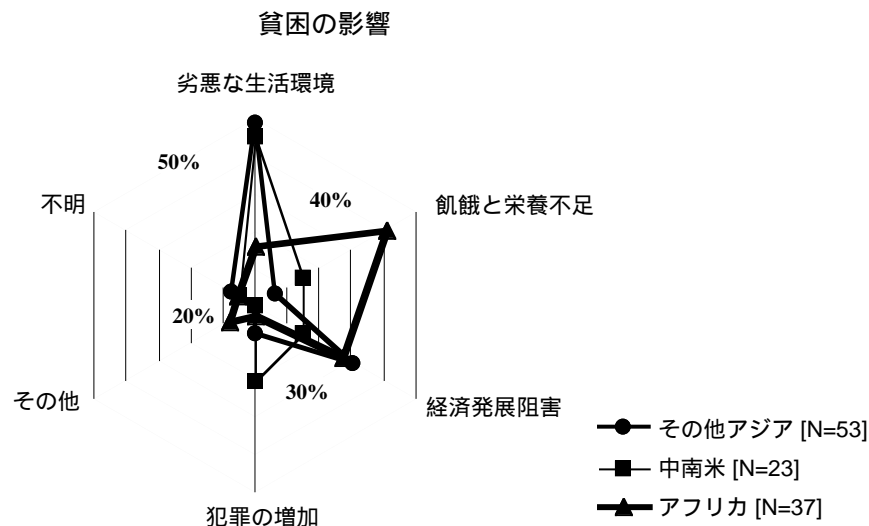 貧困の影響
劣悪な生活環境
50%
40%
不明
飢餓と栄養不足
20%
30%
その他
経済発展阻害
犯罪の増加
その他アジア [N=53]
中南米 [N=23]
アフリカ [N=37]